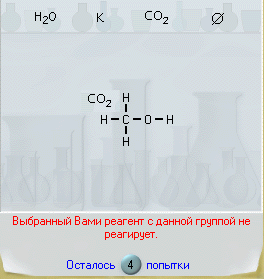 H₂O K CO₂ ∅
CO₂ H
H – C – O – H
H
Выбранный Вами реагент с данной группой не
реагирует.
Осталось 4 попытки